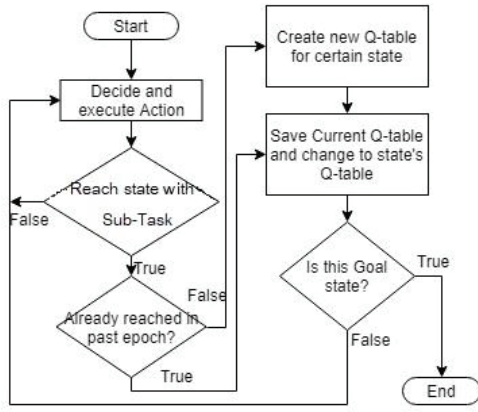 Start
Decide and
execute Action
Reach state with
Sub-Task
False
True
Already reached in
past epoch?
False
True
Create new Q-table
for certain state
Save Current Q-table
and change to state's
Q-table
Is this Goal
state?
True
False
End